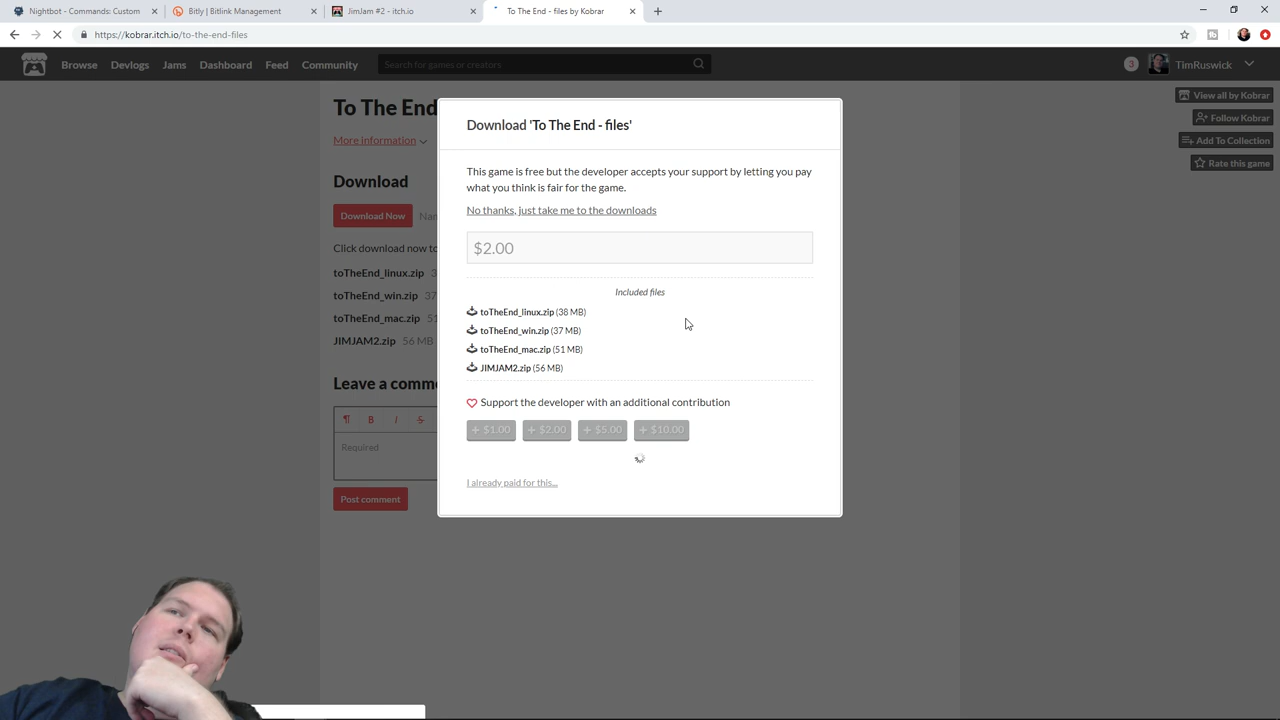 Nightbot - Commands: Custom
Bitly | Bitlink Management
JimJam #2 - itch.io
To The End - files by Kobrar
https://kobrar.itch.io/to-the-end-files
Browse
Devlogs
Jams
Dashboard
Feed
Community
Search for games or creators
3
TimRuswick
View all by Kobrar
Follow Kobrar
Add To Collection
Rate this game
To The End
More information
Download
Download Now
Click download now to
toTheEnd_linux.zip
toTheEnd_win.zip
toTheEnd_mac.zip
JIMJAM2.zip 56 MB
Leave a comme
B
I
S
Required
Post comment
Download 'To The End - files'
This game is free but the developer accepts your support by letting you pay
what you think is fair for the game.
No thanks, just take me to the downloads
$2.00
Included files
toTheEnd_linux.zip (38 MB)
toTheEnd_win.zip (37 MB)
toTheEnd_mac.zip (51 MB)
JIMJAM2.zip (56 MB)
Support the developer with an additional contribution
+ $1.00
+ $2.00
+ $5.00
+ $10.00
I already paid for this...